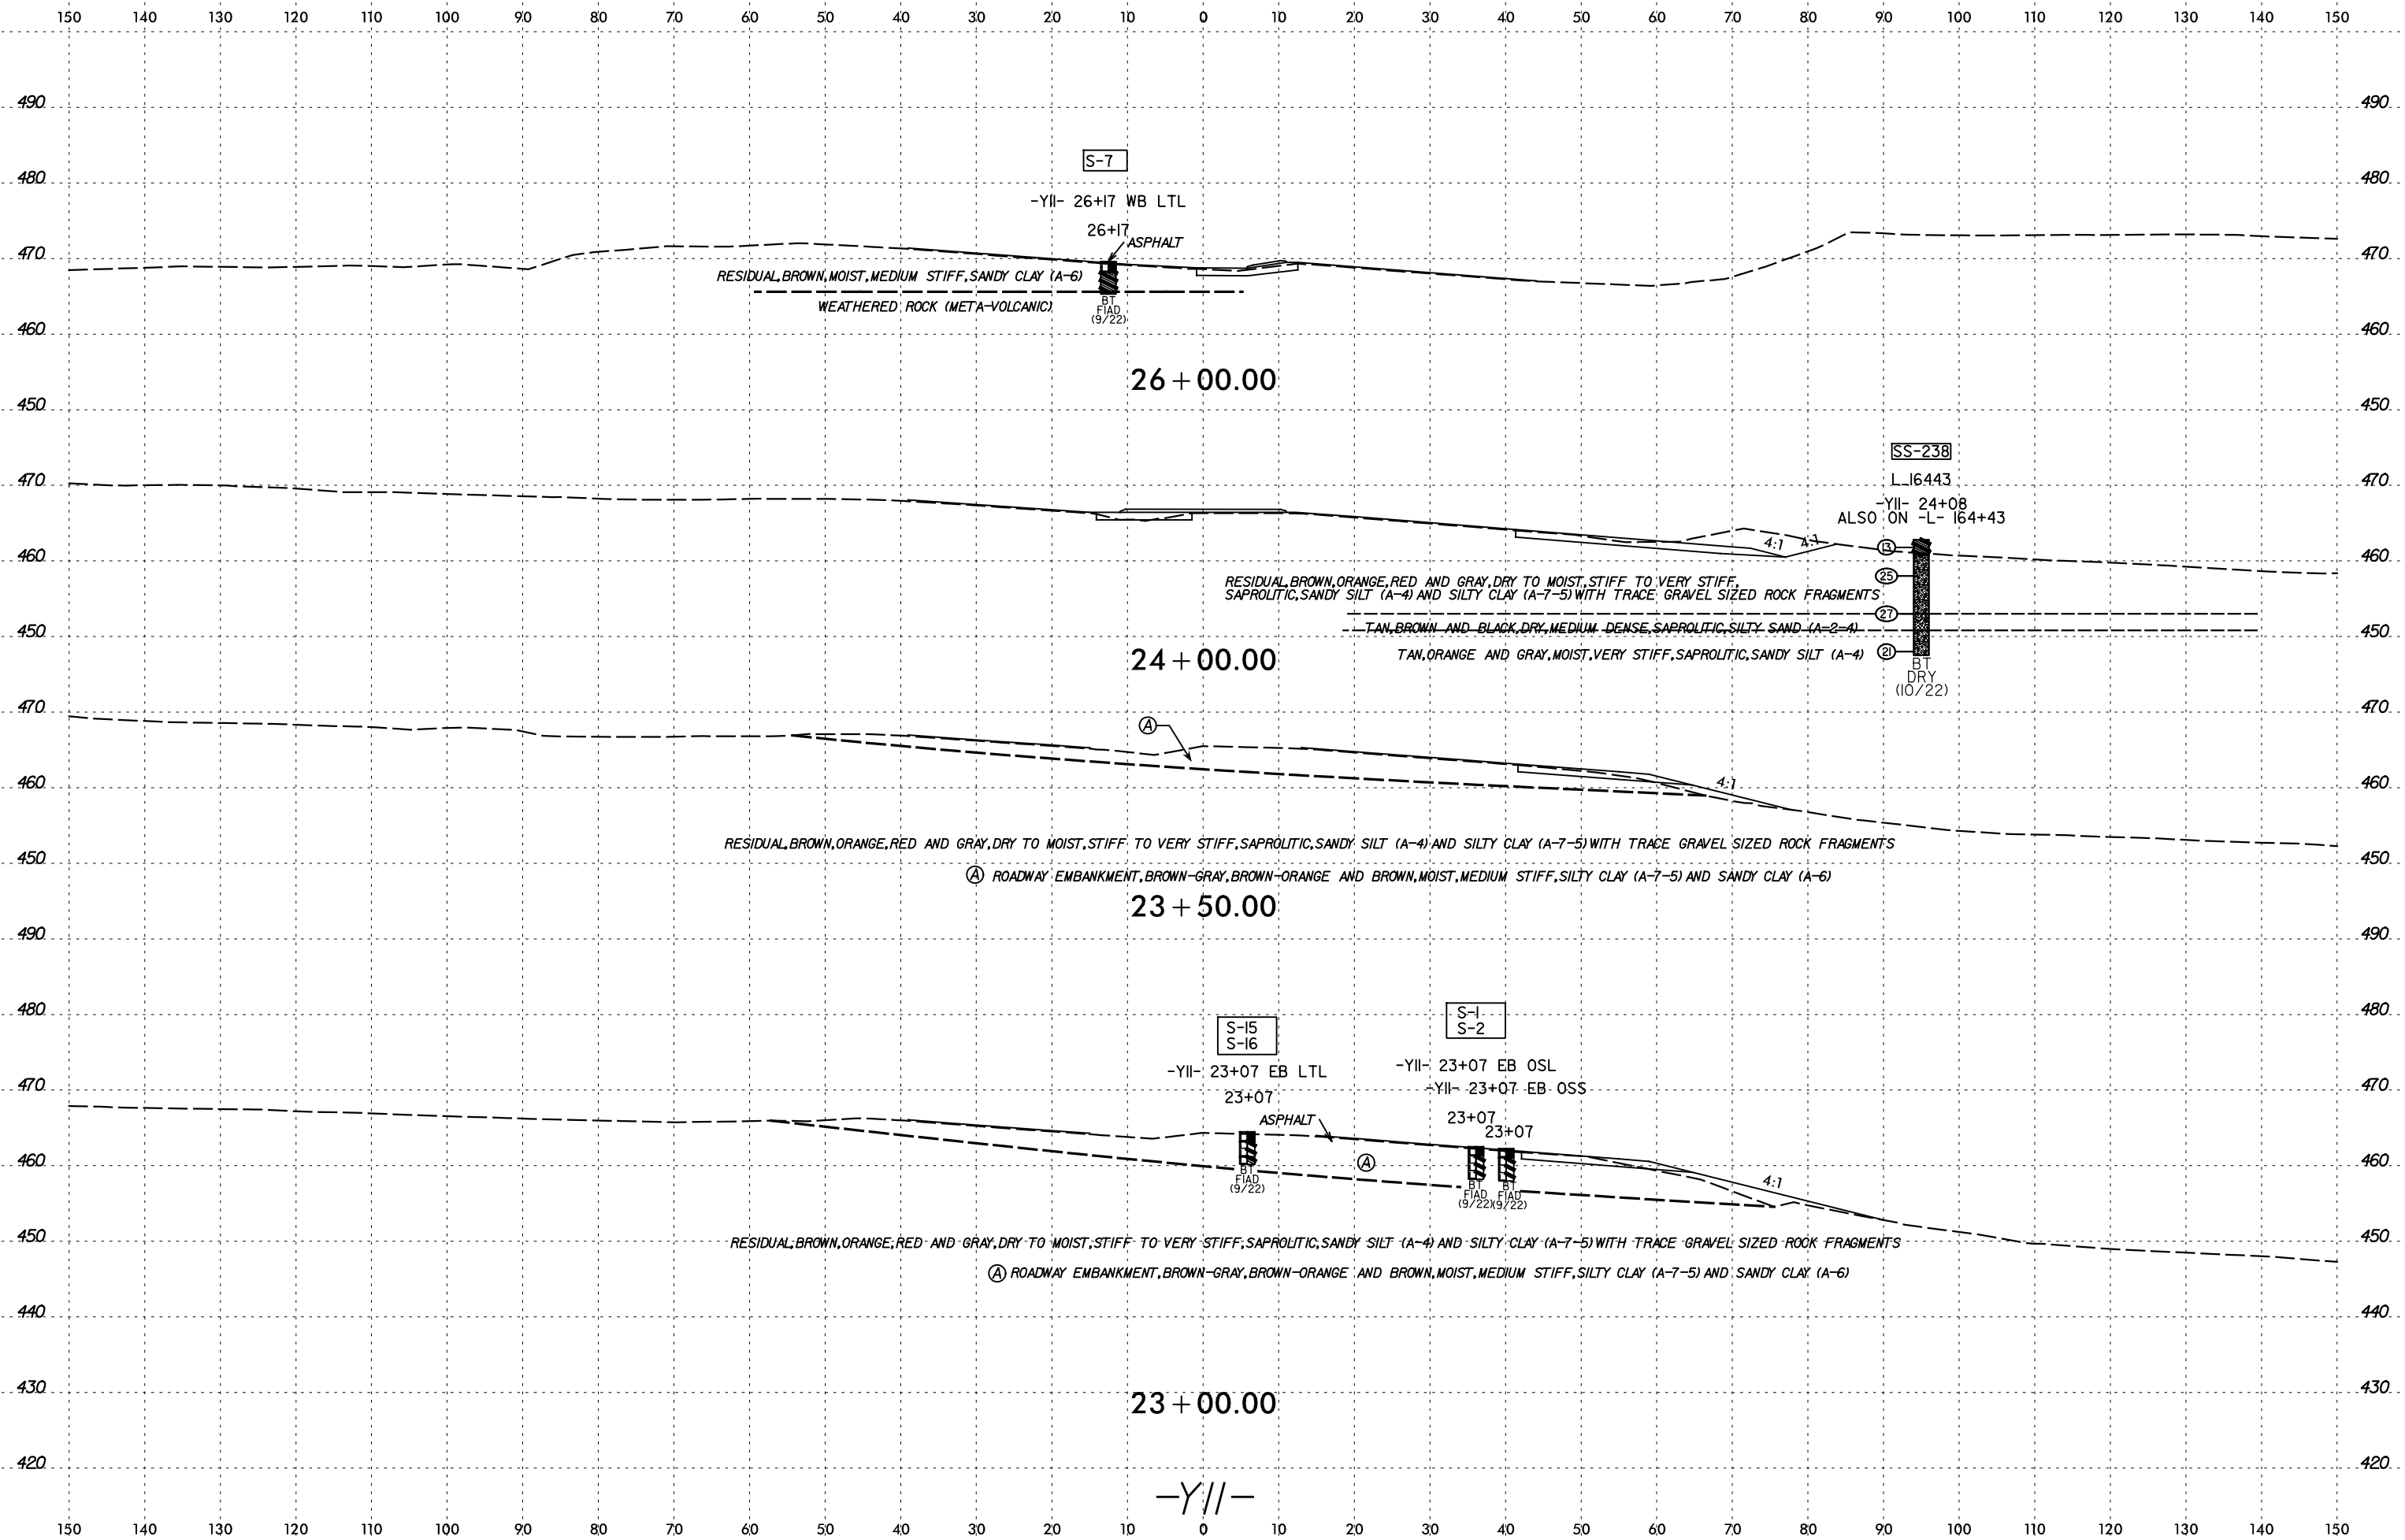 150 140 130 120 110 100 90 80 70 60 50 40 30 20 10 0 10 20 30 40 50 60 70 80 90 100 110 120 130 140 150
490 490
S-7
480 480
-Y11- 26+17 WB LTL
26+17
ASPHALT
470 470
RESIDUAL,BROWN,MOIST,MEDIUM STIFF,SANDY CLAY (A-6)
WEATHERED ROCK (META-VOLCANIC)
BT
FIAD
(9/22)
460 460
26+00.00
450 450
SS-238
L_16443
470 470
-Y11- 24+08
ALSO ON -L- 164+43
4:1 4:1
13
460 460
25
RESIDUAL,BROWN,ORANGE,RED AND GRAY,DRY TO MOIST,STIFF TO VERY STIFF,
SAPROLITIC,SANDY SILT (A-4) AND SILTY CLAY (A-7-5) WITH TRACE GRAVEL SIZED ROCK FRAGMENTS
27
TAN,BROWN AND BLACK,DRY,MEDIUM DENSE,SAPROLITIC,SILTY SAND (A-2-4)
450 450
TAN,ORANGE AND GRAY,MOIST,VERY STIFF,SAPROLITIC,SANDY SILT (A-4)
21
24+00.00
BT
DRY
(10/22)
470 470
A
460 460
4:1
RESIDUAL,BROWN,ORANGE,RED AND GRAY,DRY TO MOIST,STIFF TO VERY STIFF,SAPROLITIC,SANDY SILT (A-4) AND SILTY CLAY (A-7-5) WITH TRACE GRAVEL SIZED ROCK FRAGMENTS
450 450
A ROADWAY EMBANKMENT,BROWN-GRAY,BROWN-ORANGE AND BROWN,MOIST,MEDIUM STIFF,SILTY CLAY (A-7-5) AND SANDY CLAY (A-6)
23+50.00
490 490
480 480
S-15
S-16
S-1
S-2
-Y11- 23+07 EB LTL
-Y11- 23+07 EB OSL
-Y11- 23+07 EB OSS
470 470
23+07
ASPHALT
23+07
23+07
A
460 460
BT
FIAD
(9/22)
BT
FIAD
(9/22)
BT
FIAD
(9/22)
4:1
450 450
RESIDUAL,BROWN,ORANGE,RED AND GRAY,DRY TO MOIST,STIFF TO VERY STIFF,SAPROLITIC,SANDY SILT (A-4) AND SILTY CLAY (A-7-5) WITH TRACE GRAVEL SIZED ROCK FRAGMENTS
A ROADWAY EMBANKMENT,BROWN-GRAY,BROWN-ORANGE AND BROWN,MOIST,MEDIUM STIFF,SILTY CLAY (A-7-5) AND SANDY CLAY (A-6)
440 440
430 430
23+00.00
420 420
-Y11-
150 140 130 120 110 100 90 80 70 60 50 40 30 20 10 0 10 20 30 40 50 60 70 80 90 100 110 120 130 140 150